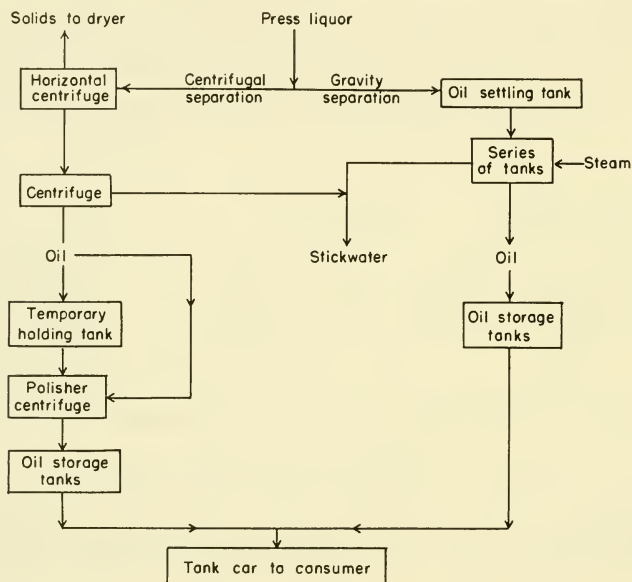 Solids to dryer
Press liquor
Horizontal
centrifuge
Centrifugal
separation
Gravity
separation
Oil settling tank
Series
of tanks
Steam
Centrifuge
Stickwater
Oil
Oil
Temporary
holding tank
Oil storage
tanks
Polisher
centrifuge
Oil storage
tanks
Tank car to consumer